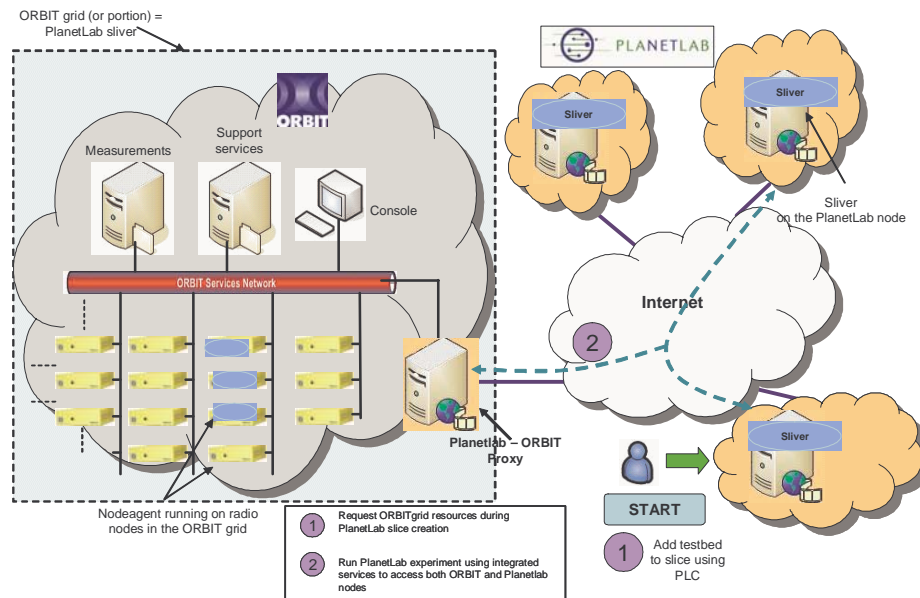 ORBIT grid (or portion) =
PlanetLab sliver
PLANETLAB
ORBIT
Sliver
Sliver
Measurements
Support
services
Console
Sliver
on the PlanetLab node
ORBIT Services Network
Internet
2
Planetlab – ORBIT
Proxy
Sliver
Nodeagent running on radio
nodes in the ORBIT grid
START
1
Add testbed
to slice using
PLC
1
Request ORBITgrid resources during
PlanetLab slice creation
2
Run PlanetLab experiment using integrated
services to access both ORBIT and Planetlab
nodes